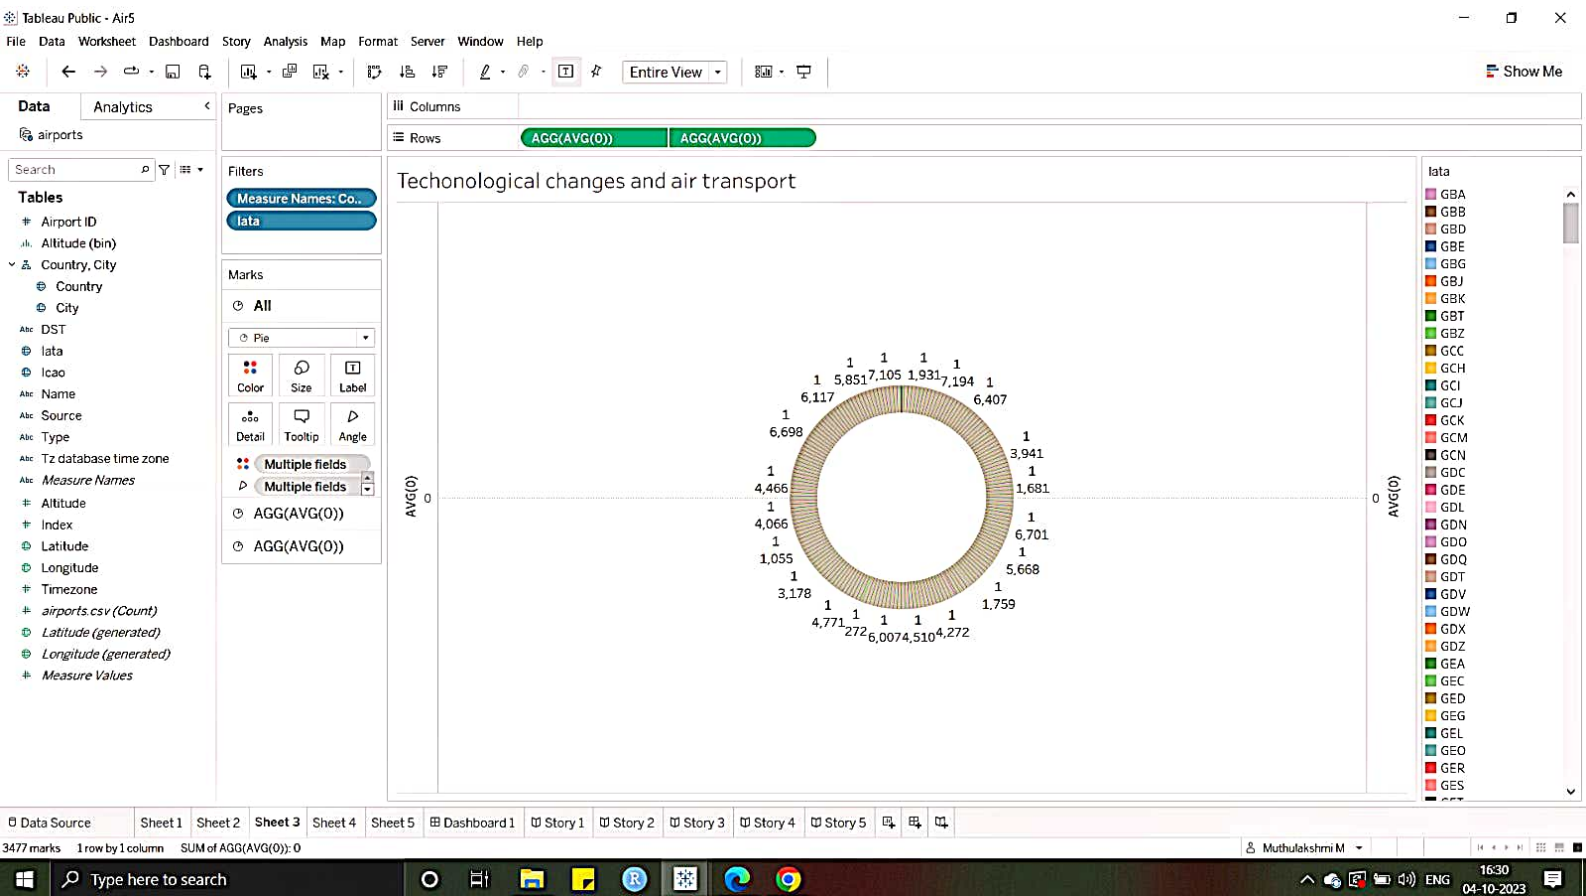 Tableau Public - Air5
File Data Worksheet Dashboard Story Analysis Map Format Server Window Help
Entire View
Show Me
Data Analytics
airports
Search
Tables
Airport ID
Altitude (bin)
Country, City
Country
City
Abc DST
Iata
Abc Icao
Abc Name
Abc Source
Abc Type
Abc Tz database time zone
Abc Measure Names
Altitude
Index
Latitude
Longitude
Timezone
airports.csv (Count)
Latitude (generated)
Longitude (generated)
Measure Values
Pages
Filters
Measure Names: Co..
Iata
Marks
All
Pie
Color Size Label
Detail Tooltip Angle
Multiple fields
Multiple fields
AGG(AVG(0))
AGG(AVG(0))
Columns
Rows AGG(AVG(0)) AGG(AVG(0))
Techonological changes and air transport
AVG(0)
0
1
7,105
1
1,931
1
7,194
1
6,407
1
3,941
1
1,681
1
6,701
1
5,668
1
1,759
1
4,272
1
4,510
1
6,007
1
272
1
4,771
1
3,178
1
1,055
1
4,066
1
4,466
1
6,698
1
6,117
1
5,851
0
AVG(0)
Iata
GBA
GBB
GBD
GBE
GBG
GBJ
GBK
GBT
GBZ
GCC
GCH
GCI
GCJ
GCK
GCM
GCN
GDC
GDE
GDL
GDN
GDO
GDQ
GDT
GDV
GDW
GDX
GDZ
GEA
GEC
GED
GEG
GEL
GEO
GER
GES
Data Source Sheet 1 Sheet 2 Sheet 3 Sheet 4 Sheet 5 Dashboard 1 Story 1 Story 2 Story 3 Story 4 Story 5
3477 marks 1 row by 1 column SUM of AGG(AVG(0)): 0 Muthulakshmi M
Type here to search
ENG
16:30
04-10-2023